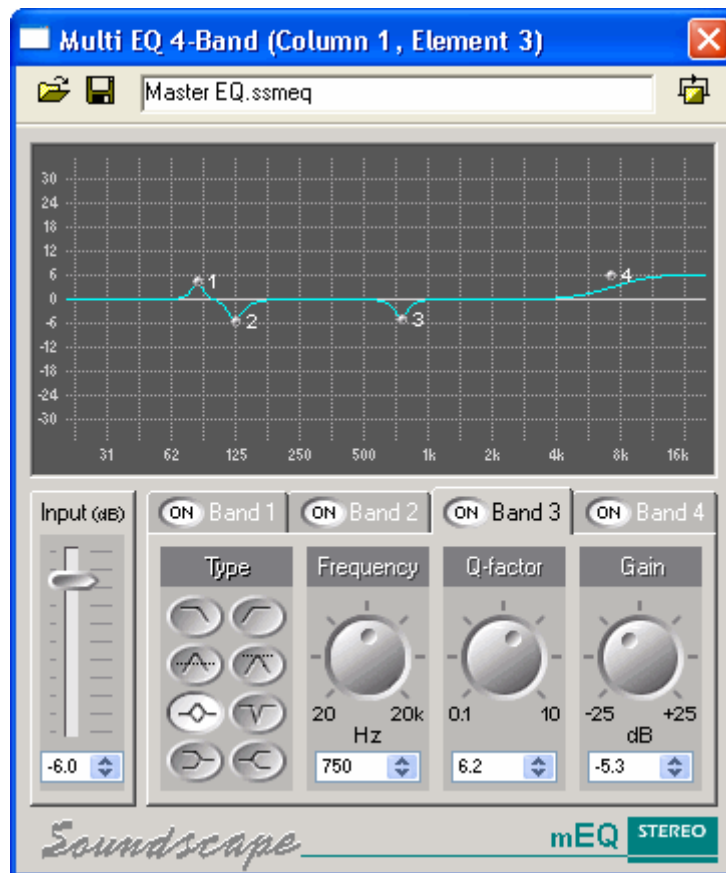 Multi EQ 4-Band (Column 1, Element 3)
Master EQ.ssmeq
30
24
18
12
6
0
-6
-12
-18
-24
-30
1
2
3
4
31 62 125 250 500 1k 2k 4k 8k 16k
Input (dB)
ON Band 1 ON Band 2 ON Band 3 ON Band 4
Type Frequency Q-factor Gain
20 20k 0.1 10 -25 +25
Hz dB
-6.0 750 6.2 -5.3
Soundscape mEQ STEREO